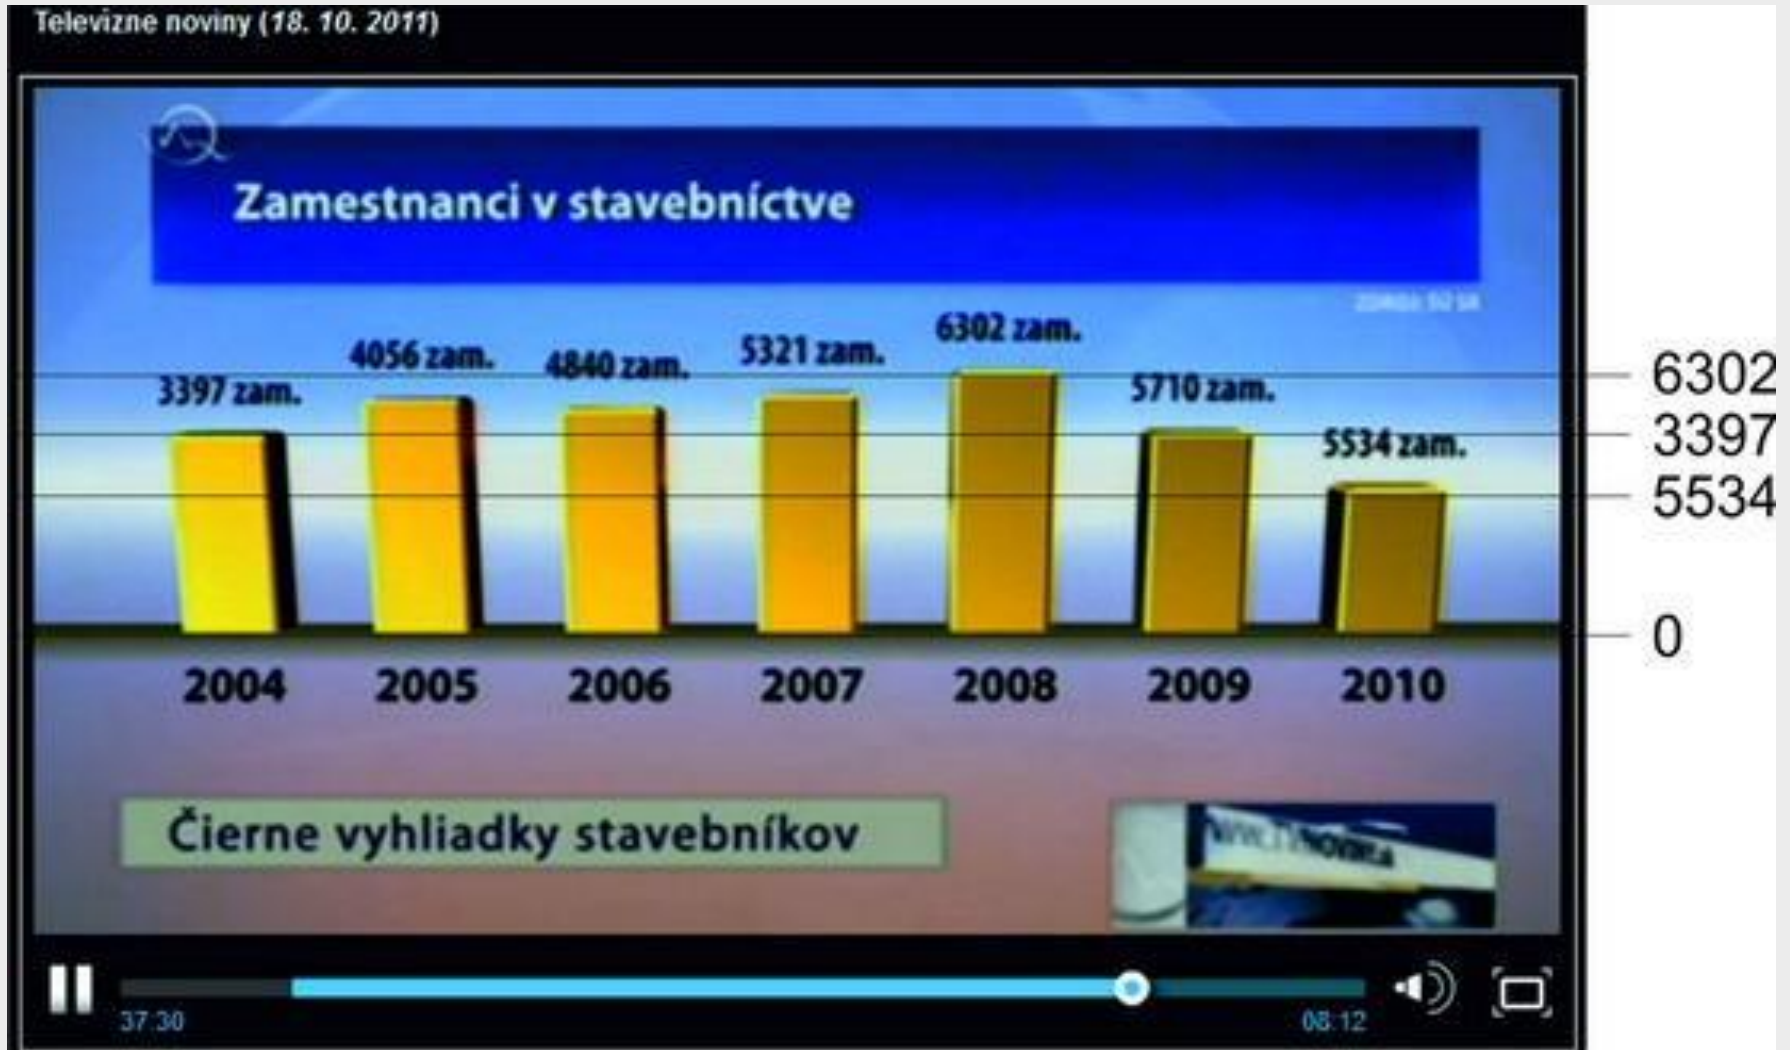 Televizne noviny (18. 10. 2011)
Zamestnanci v stavebníctve
3397 zam.
4056 zam.
4840 zam.
5321 zam.
6302 zam.
5710 zam.
5534 zam.
6302
3397
5534
0
2004 2005 2006 2007 2008 2009 2010
Čierne vyhliadky stavebníkov
37:30
08:12